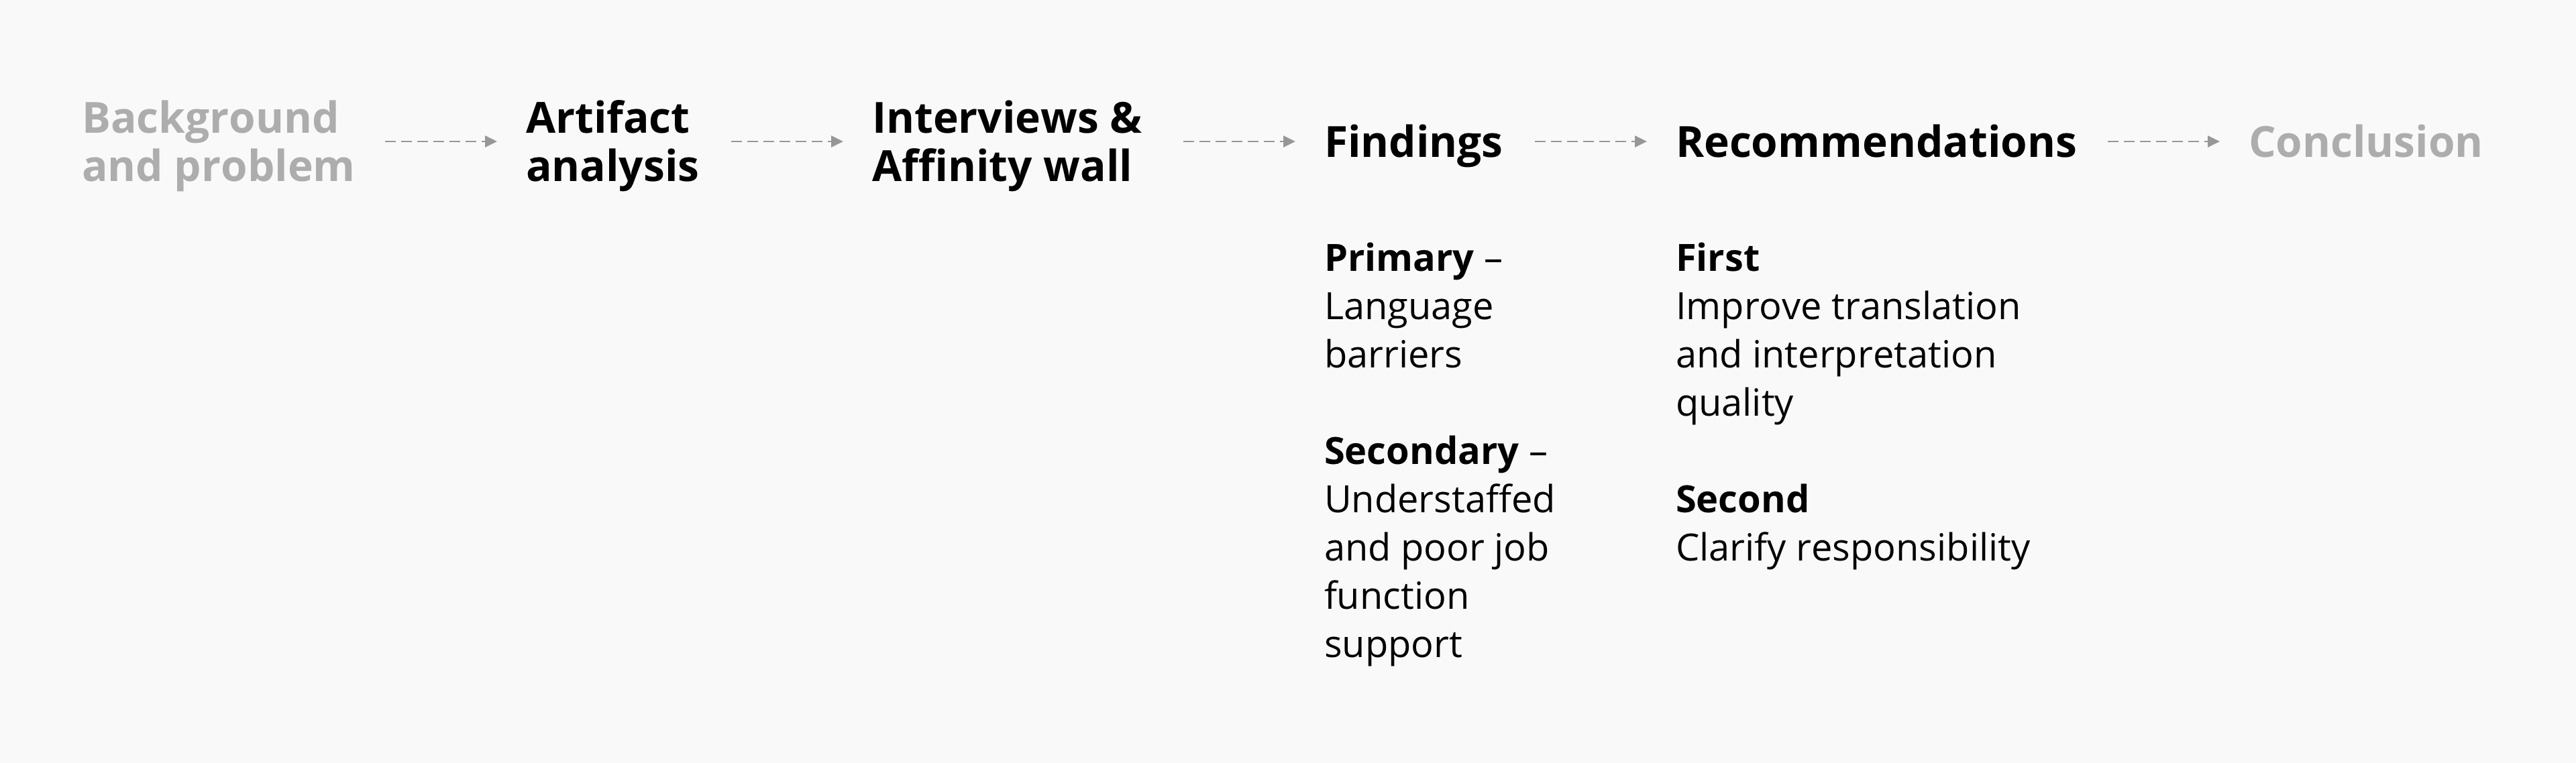 Background
and problem
Artifact
analysis
Interviews &
Affinity wall
Findings
Recommendations
Conclusion
Primary –
Language
barriers
Secondary –
Understaffed
and poor job
function
support
First
Improve translation
and interpretation
quality
Second
Clarify responsibility